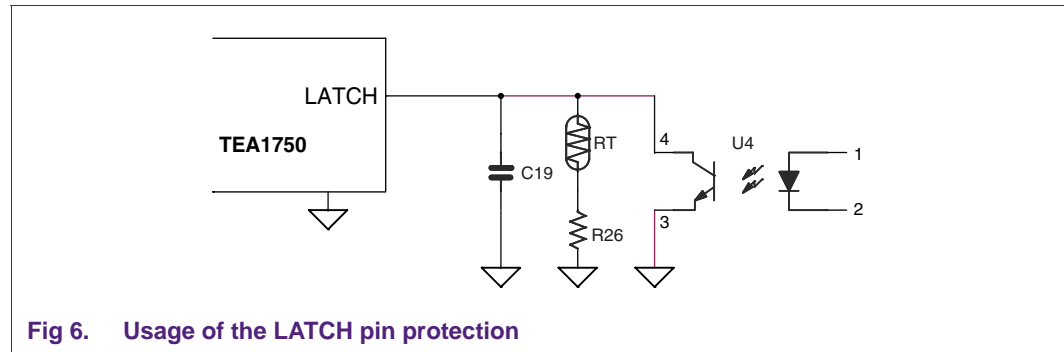 LATCH
TEA1750
C19
RT
R26
4
3
U4
1
2
Fig 6. Usage of the LATCH pin protection